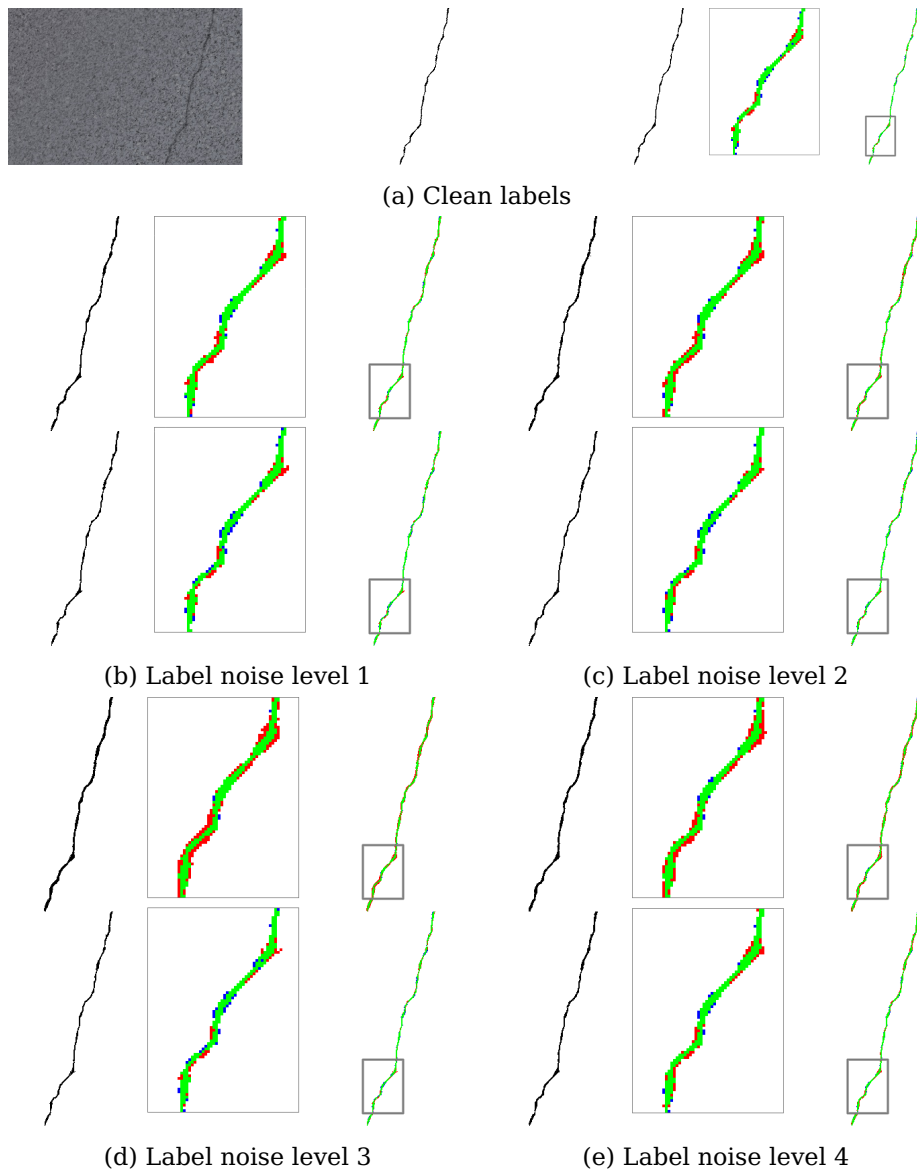 (a) Clean labels
(b) Label noise level 1
(c) Label noise level 2
(d) Label noise level 3
(e) Label noise level 4